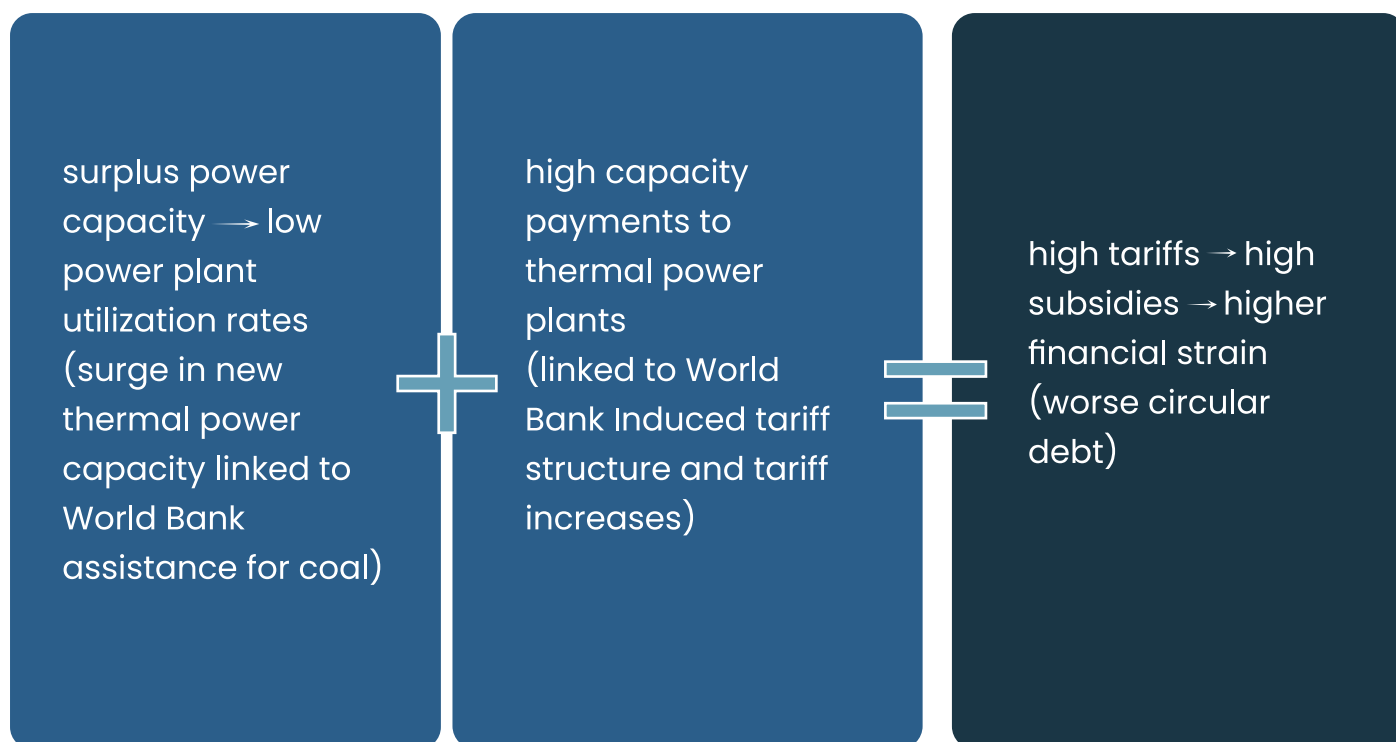 surplus power
capacity → low
power plant
utilization rates
(surge in new
thermal power
capacity linked to
World Bank
assistance for coal)
high capacity
payments to
thermal power
plants
(linked to World
Bank Induced tariff
structure and tariff
increases)
high tariffs → high
subsidies → higher
financial strain
(worse circular
debt)